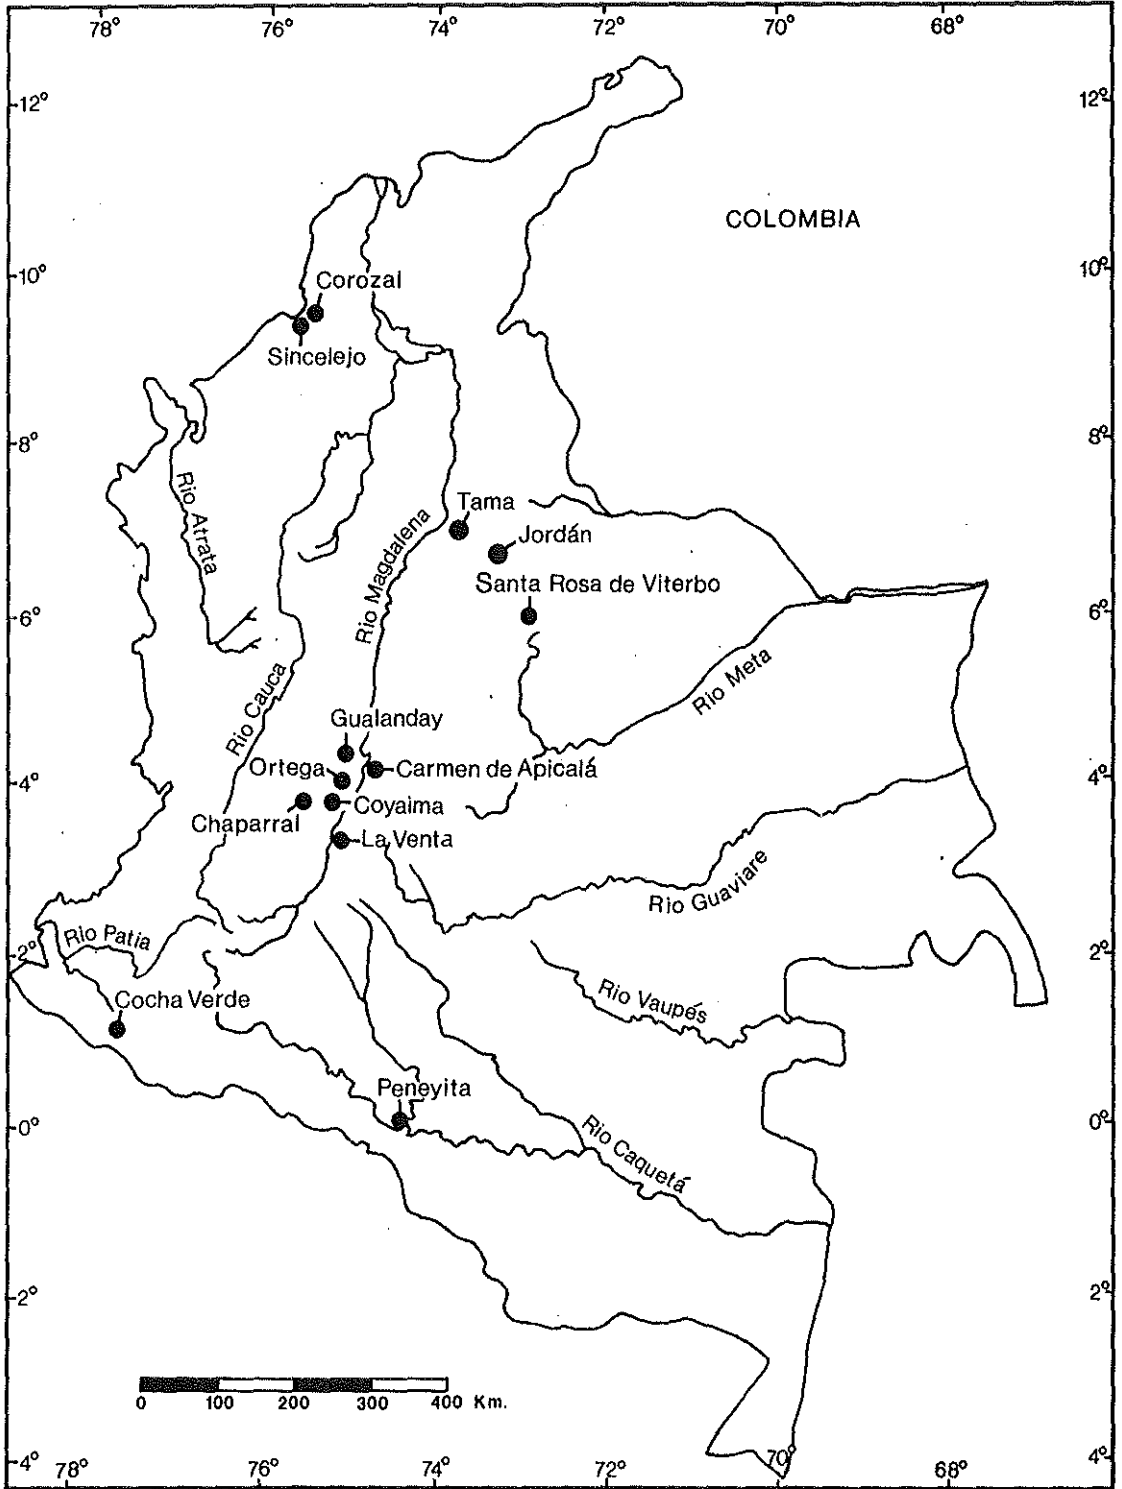 78° 76° 74° 72° 70° 68°
12° 12°
COLOMBIA
10° 10°
Corozal
Sincelejo
8° 8°
Rio Atrata
Tama
Rio Magdalena
Jordán
Santa Rosa de Viterbo
6° 6°
Rio Cauca
Rio Meta
Gualanday
Ortega
Carmen de Apicalá
4° 4°
Coyaima
Chaparral
La Venta
Rio Guaviare
Rio Patia
2° 2°
Rio Vaupés
Cocha Verde
Peneyita
0° 0°
Rio Caquetá
2° 2°
0 100 200 300 400 Km.
4° 4°
78° 76° 74° 72° 70° 68°